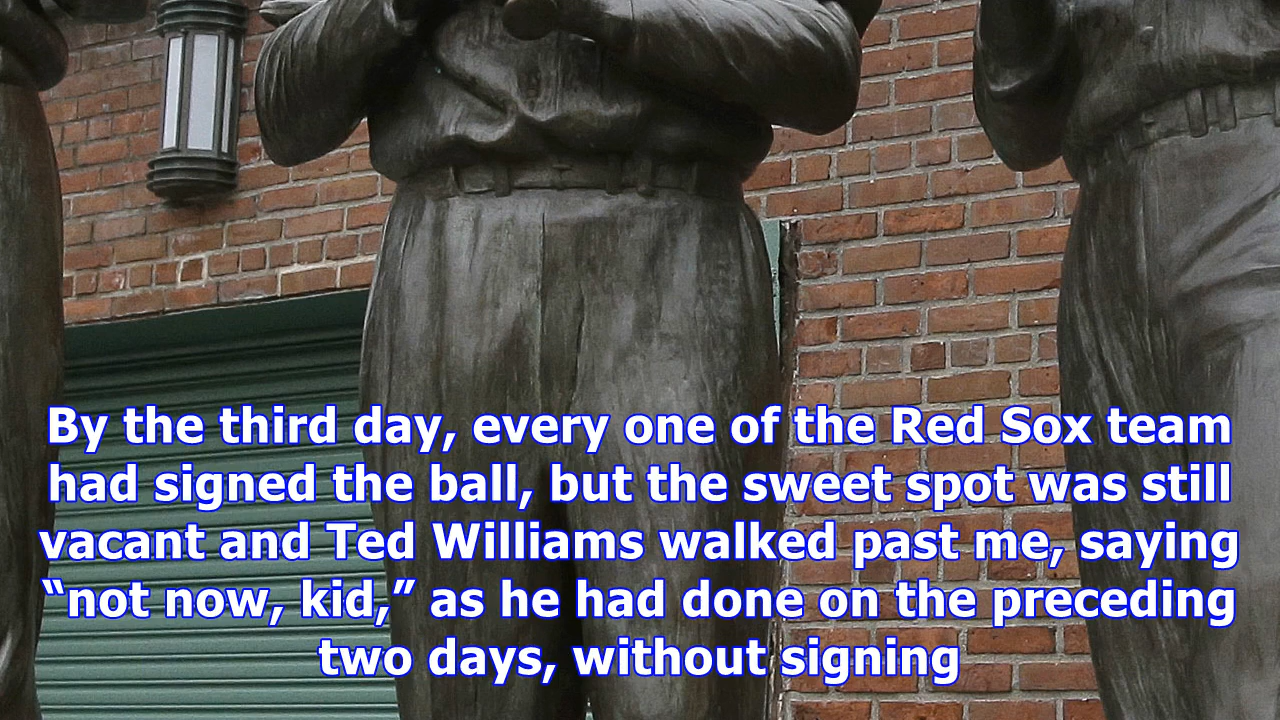 By the third day, every one of the Red Sox team
had signed the ball, but the sweet spot was still
vacant and Ted Williams walked past me, saying
“not now, kid,” as he had done on the preceding
two days, without signing